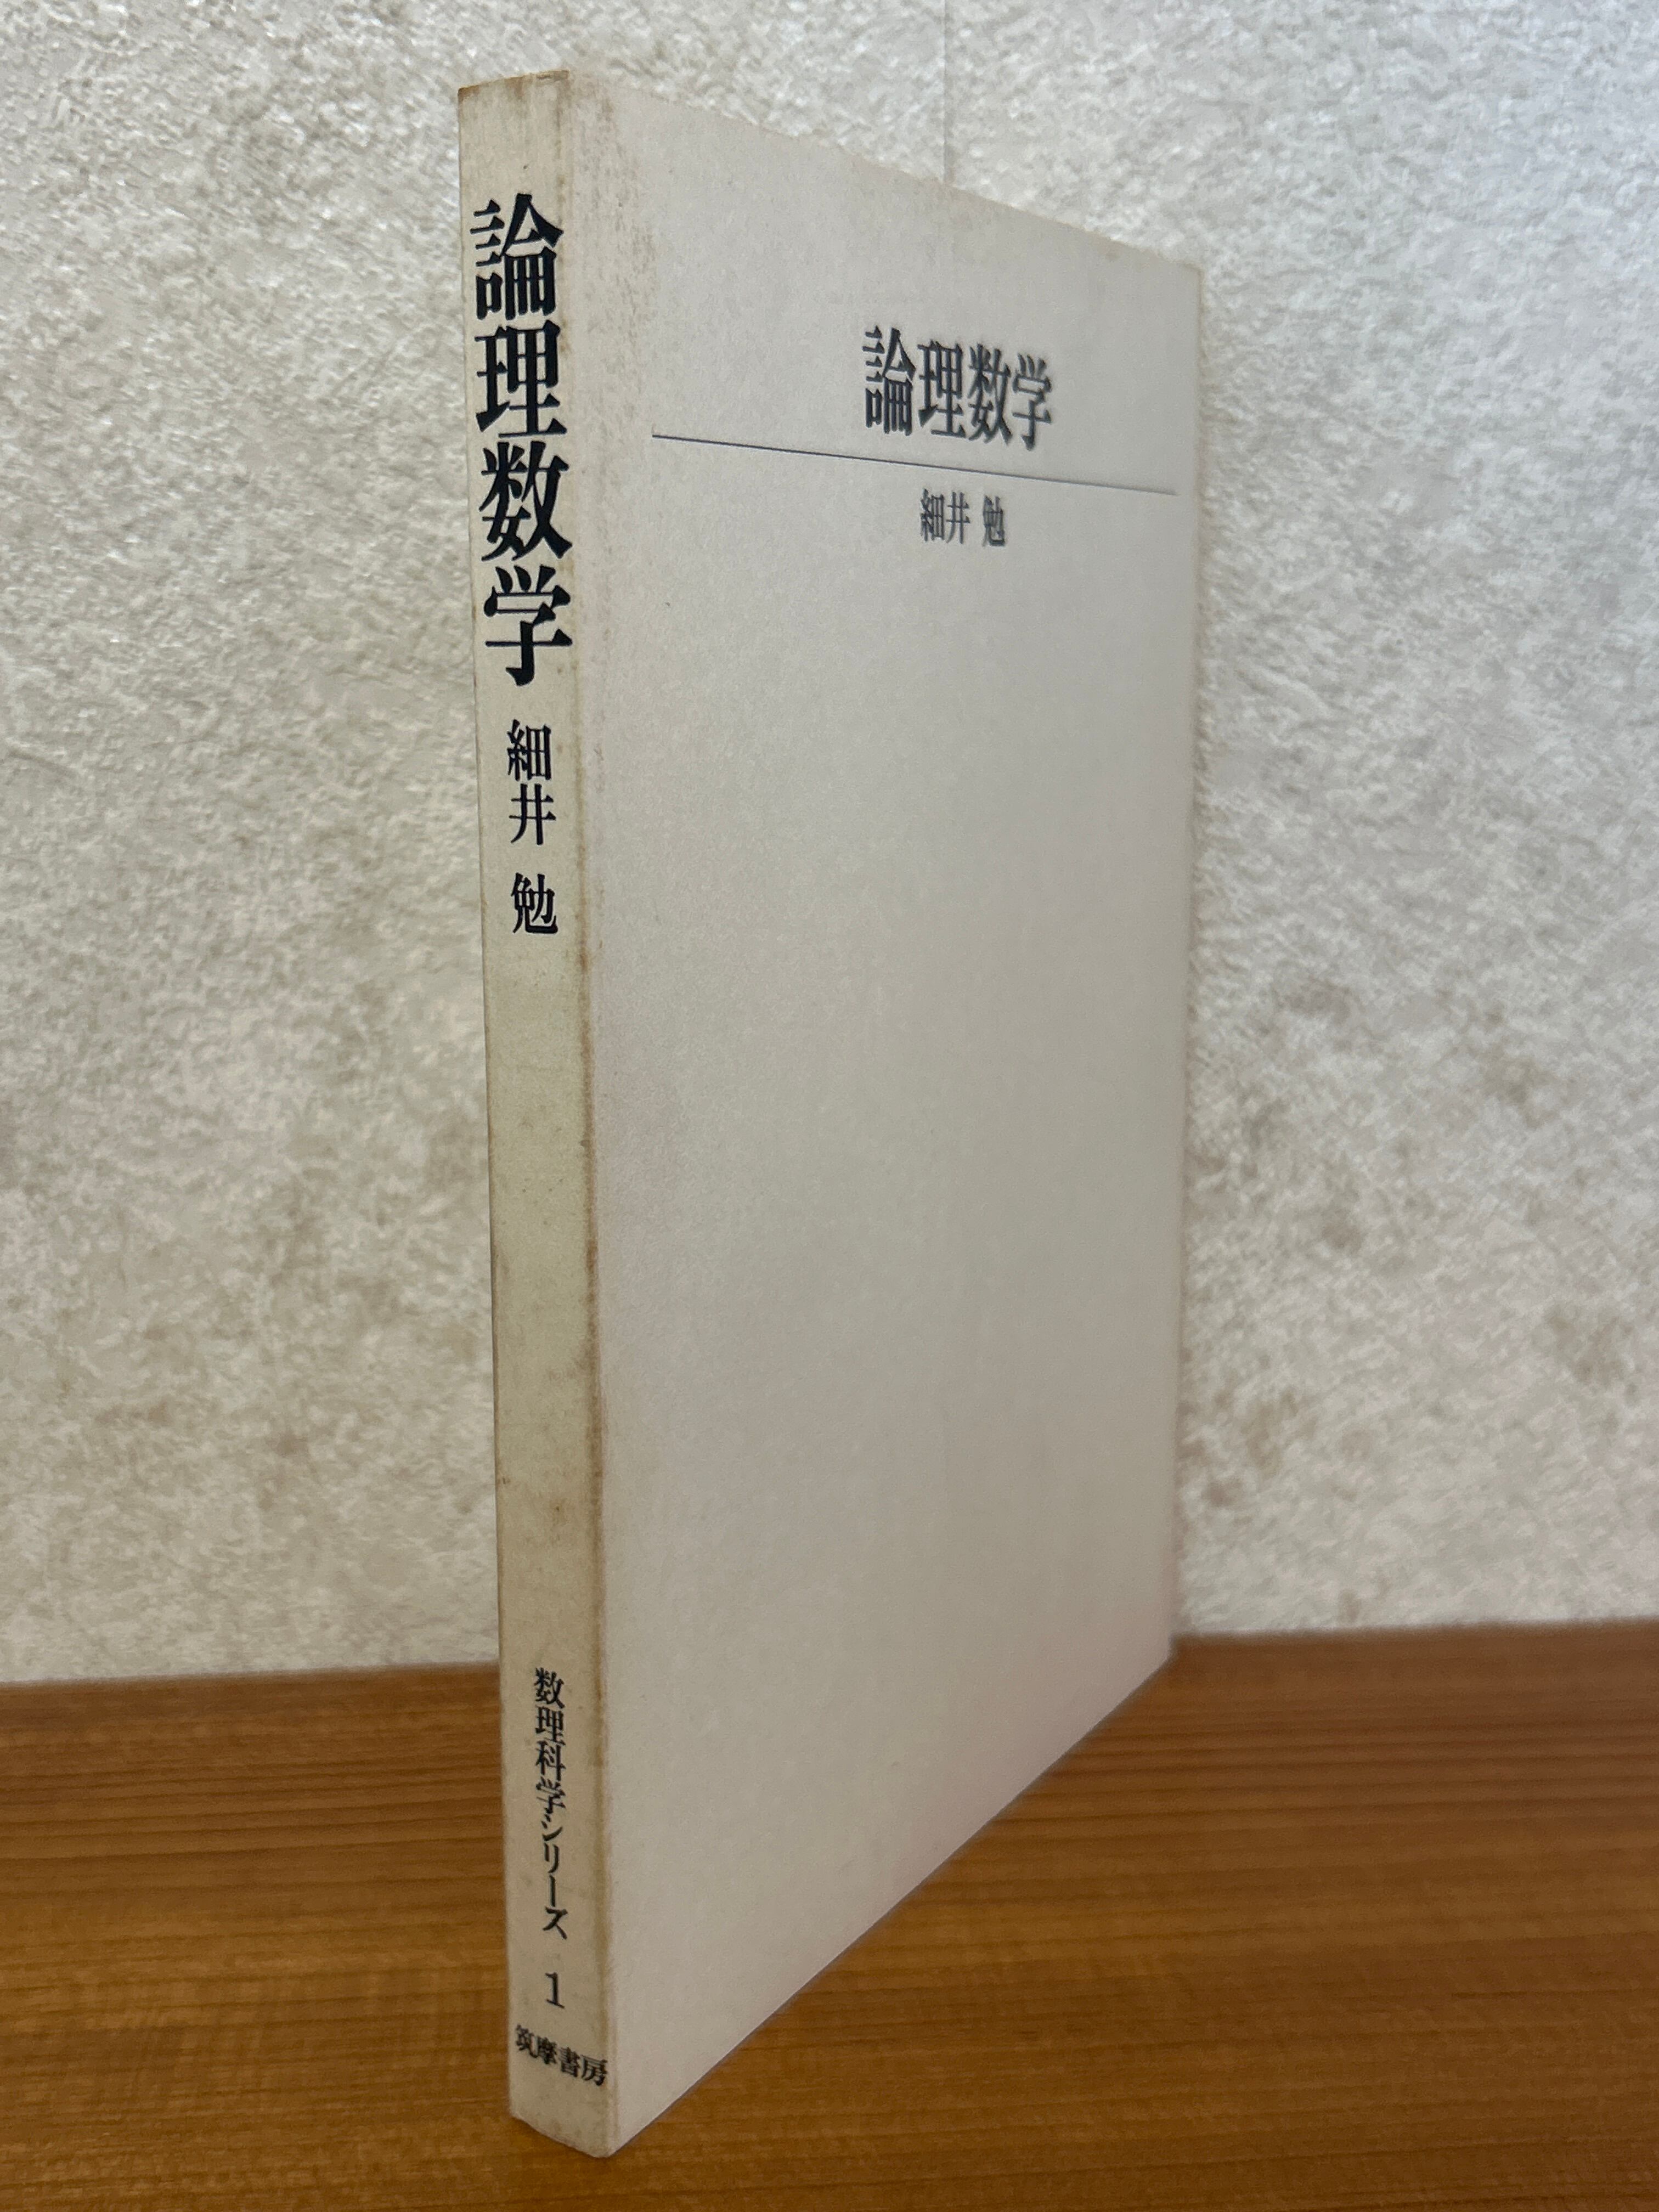 論理数学
細井 勉
数理科学シリーズ 1
筑摩書房
論理数学
細井 勉